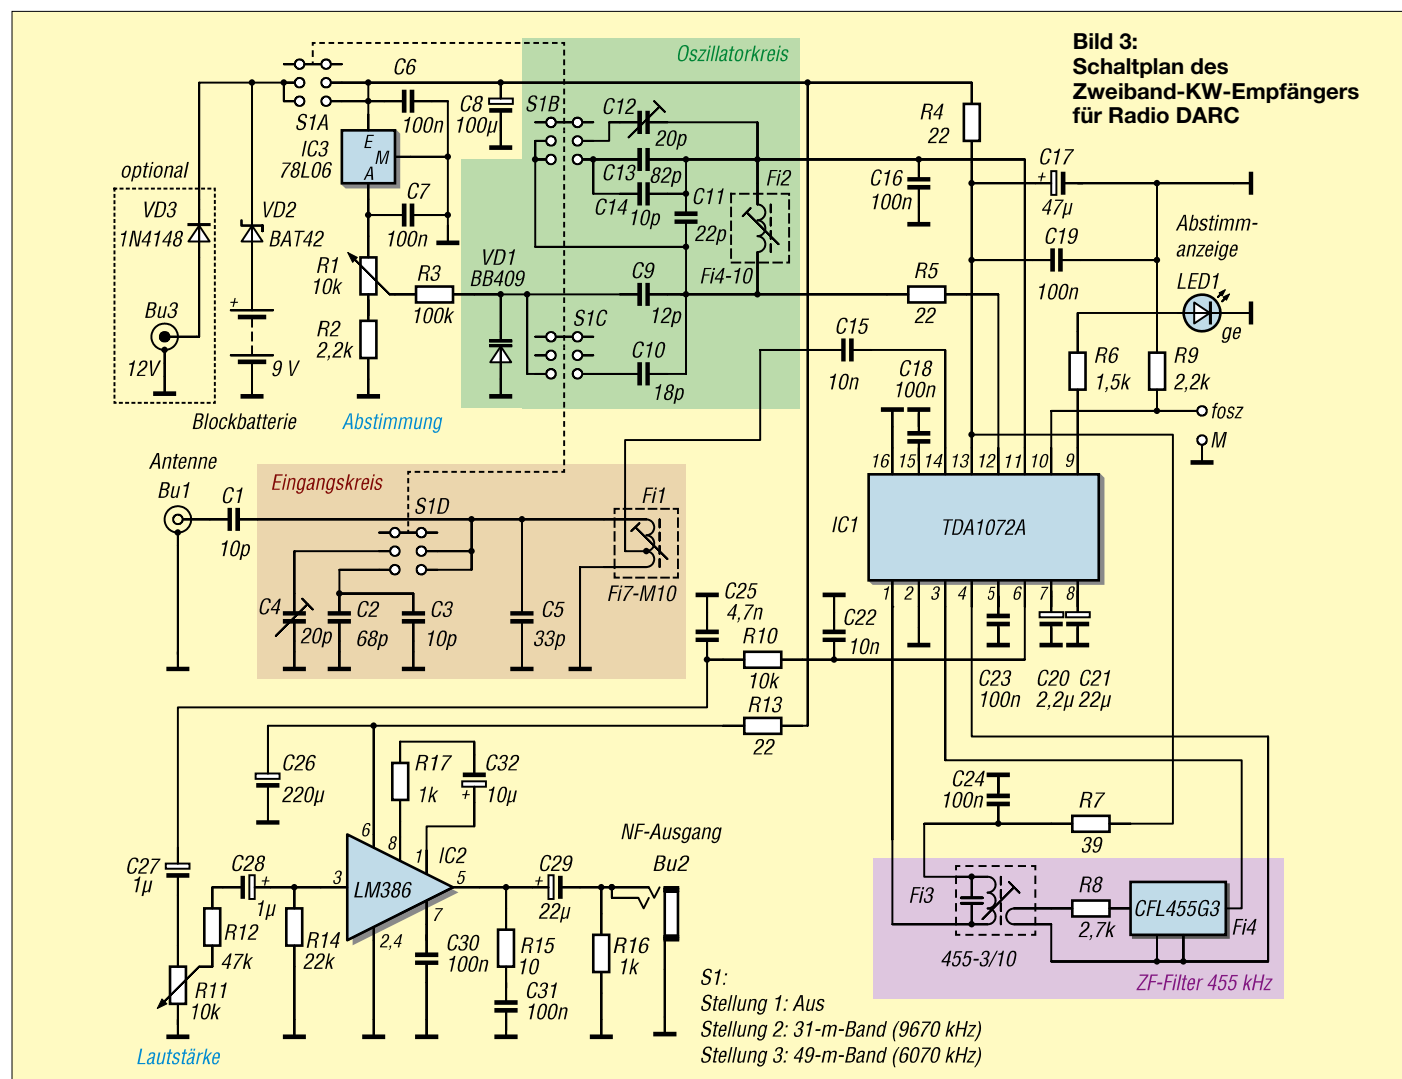 Bild 3:
Schaltplan des
Zweiband-KW-Empfängers
für Radio DARC
Oszillatorkreis
S1A
C6
100n
C8
100µ
S1B
C12
20p
R4
22
IC3
78L06
E
M
A
C13
82p
C14
10p
C11
22p
Fi2
Fi4-10
C16
100n
C17
+
47µ
optional
VD3
1N4148
VD2
BAT42
C7
100n
C19
100n
Abstimm-
anzeige
LED1
ge
R1
10k
R3
100k
VD1
BB409
C9
12p
R5
22
Bu3
12V
+
9 V
Blockbatterie
R2
2,2k
Abstimmung
S1C
C10
18p
C15
10n
C18
100n
R6
1,5k
R9
2,2k
fosz
M
Antenne
Bu1
C1
10p
Eingangskreis
S1D
Fi1
Fi7-M10
C4
20p
C2
68p
C3
10p
C5
33p
16
15
14
13
12
11
10
9
IC1
TDA1072A
1
2
3
4
5
6
7
8
C25
4,7n
R10
10k
C22
10n
C23
100n
C20
2,2µ
C21
22µ
R13
22
C26
220µ
R17
1k
C32
+
10µ
C24
100n
R7
39
C27
1µ
C28
+
1µ
3
6
8
1
IC2
LM386
5
7
2,4
C29
+
22µ
NF-Ausgang
Bu2
R12
47k
R14
22k
R11
10k
Lautstärke
C30
100n
R15
10
C31
100n
R16
1k
Fi3
455-3/10
R8
2,7k
CFL455G3
Fi4
ZF-Filter 455 kHz
S1:
Stellung 1: Aus
Stellung 2: 31-m-Band (9670 kHz)
Stellung 3: 49-m-Band (6070 kHz)